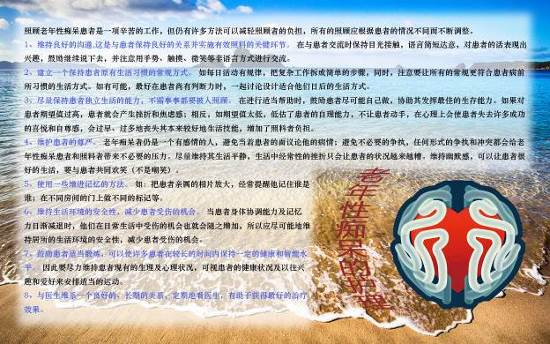 照顾老年性痴呆患者是一项辛苦的工作，但仍有许多方法可以减轻照顾者的负担，所有的照顾应根据患者的情况不同而不断调整。
1、维持良好的沟通,这是与患者保持良好的关系并实施有效照料的关键环节。 在与患者交流时保持目光接触，语言简短达意，对患者的话表现出
兴趣，鼓励继续说下去，并注意用手势、触摸、微笑等非语言方式进行交流。
2、建立一个保持患者原有生活习惯的常规方式。 如每日活动有规律，把复杂工作拆成简单的步骤，同时，注意要让所有的常规更符合患者病前
所习惯的生活方式。如有可能，最好在患者尚有判断力时，一起讨论设计适合他们日后的生活方式。
3、尽量保持患者独立生活的能力，不需事事都要被人照顾。 在进行适当帮助时，鼓励患者尽可能自己做，协助其发挥最佳的生存能力。如果对
患者期望值过高，患者就会产生挫折和焦虑感；相反，如期望值太低，低估了患者的自理能力，不让患者动手，在心理上会使患者失去许多成功
的喜悦和自尊感，会过早、过多地丧失其本来较好地生活技能，增加了照料者负担。
4、维护患者的尊严。 老年痴呆者仍是一个有感情的人，避免当着患者的面议论他的病情；避免不必要的争执，任何形式的争执和冲突都会给老
年性痴呆患者和照料者带来不必要的压力。尽量维持其生活平静，生活中经常性的挫折只会让患者的状况越来越糟。维持幽默感，可以让患者很
好的生活，要与患者共同欢笑（不是嘲笑）。
5、使用一些增进记忆的方法。 如：把患者亲属的相片放大，经常提醒他记住谁是
谁；在不同房间的门上做不同的标记等。
6、维持生活环境的安全性，减少患者受伤的机会。 当患者身体协调能力及记忆
力日渐减退时，他们在日常生活中受伤的机会也就会随之增加，所以应尽可能地维
持居所的生活环境的安全性，减少患者受伤的机会。
7、鼓励患者适当锻炼，可以使许多患者在较长的时间内保持一定的健康和智能水
平。 因此要尽力维持患者现有的生理及心理状况，可视患者的健康状况及以往兴
趣和爱好来安排适当的运动。
8、与医生维系一个良好的、长期的关系，定期地看医生，有助于获得最好的治疗
效果。
老年性痴呆的护理